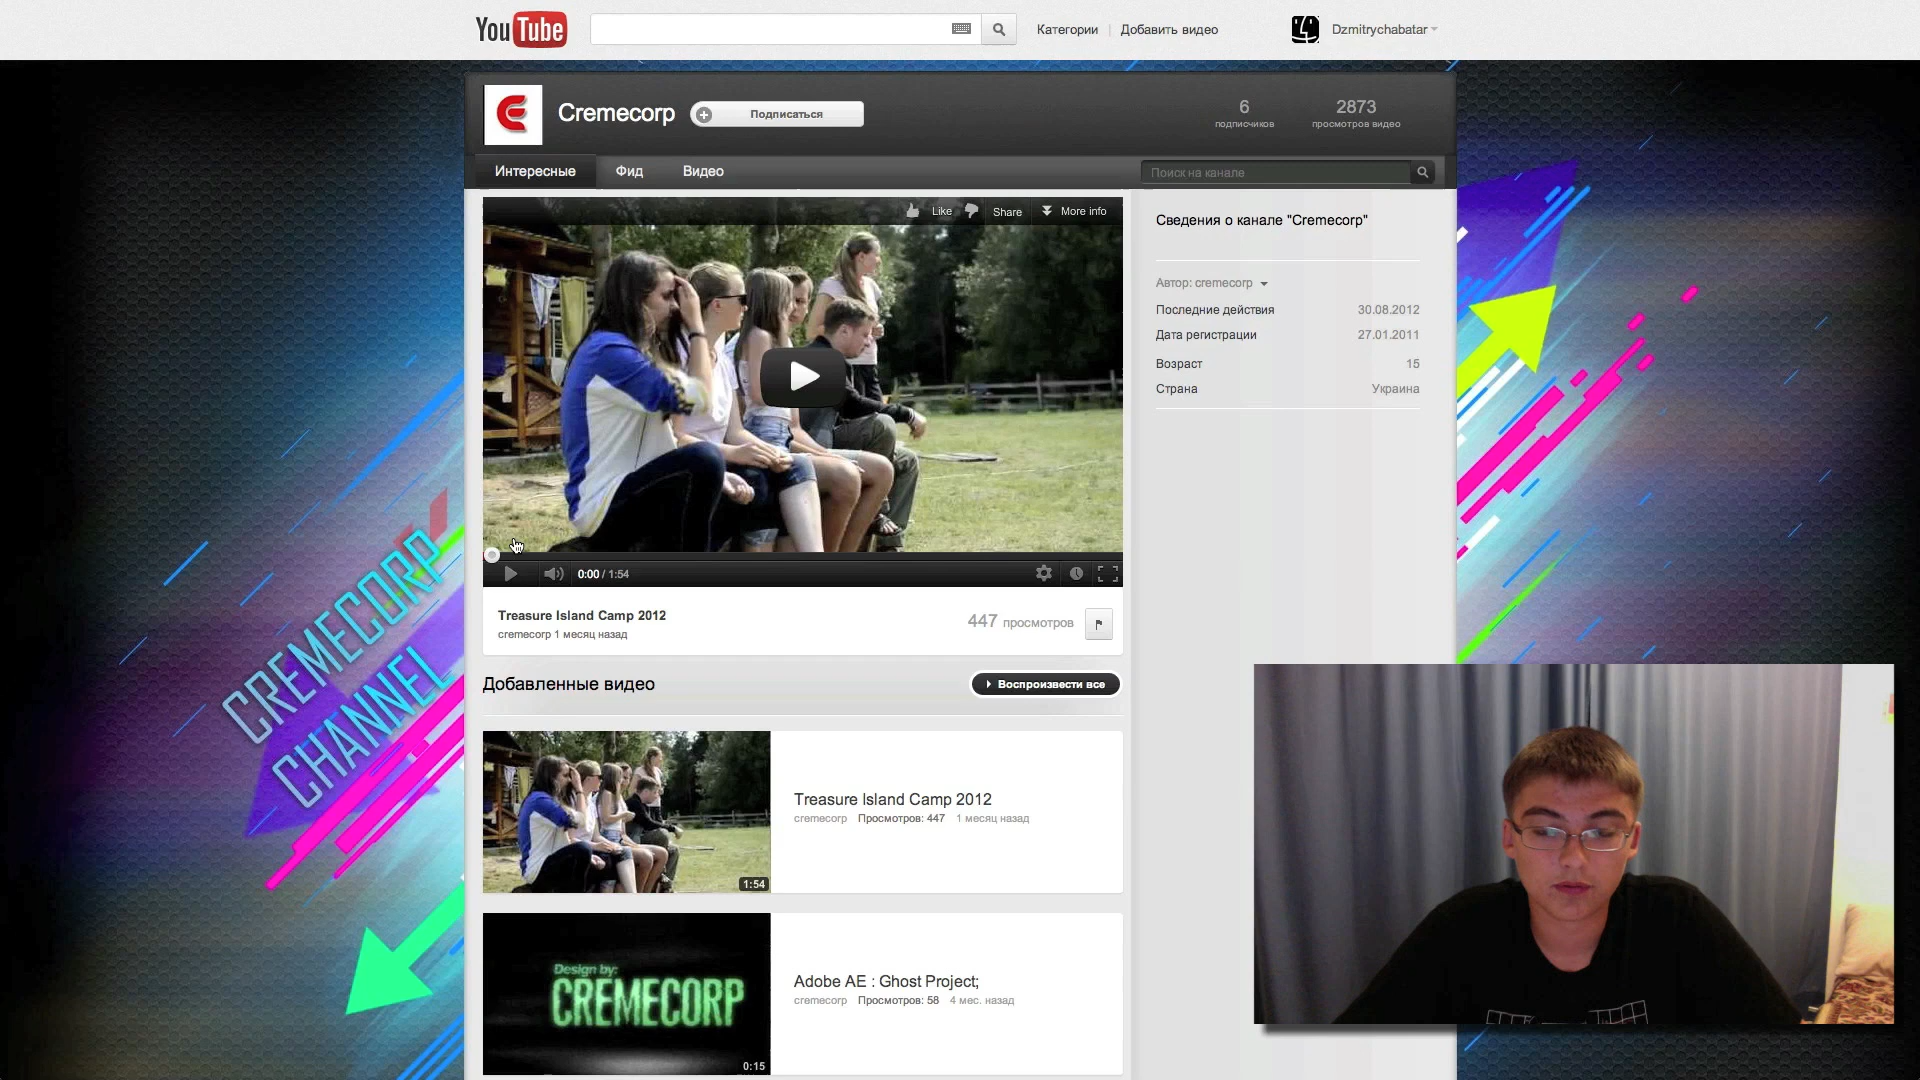 YouTube
Категории
Добавить видео
Dzmitrychabatar
Cremecorp
Подписаться
6
подписчиков
2873
просмотров видео
Интересные
Фид
Видео
Поиск на канале
Like
Share
More info
Сведения о канале "Cremecorp"
Автор: cremecorp
Последние действия 30.08.2012
Дата регистрации 27.01.2011
Возраст 15
Страна Украина
0:00 / 1:54
Treasure Island Camp 2012
cremecorp 1 месяц назад
447 просмотров
CREMECORP
CHANNEL
Добавленные видео
Воспроизвести все
Treasure Island Camp 2012
cremecorp Просмотров: 447 1 месяц назад
1:54
Design by:
CREMECORP
0:15
Adobe AE : Ghost Project;
cremecorp Просмотров: 58 4 мес. назад